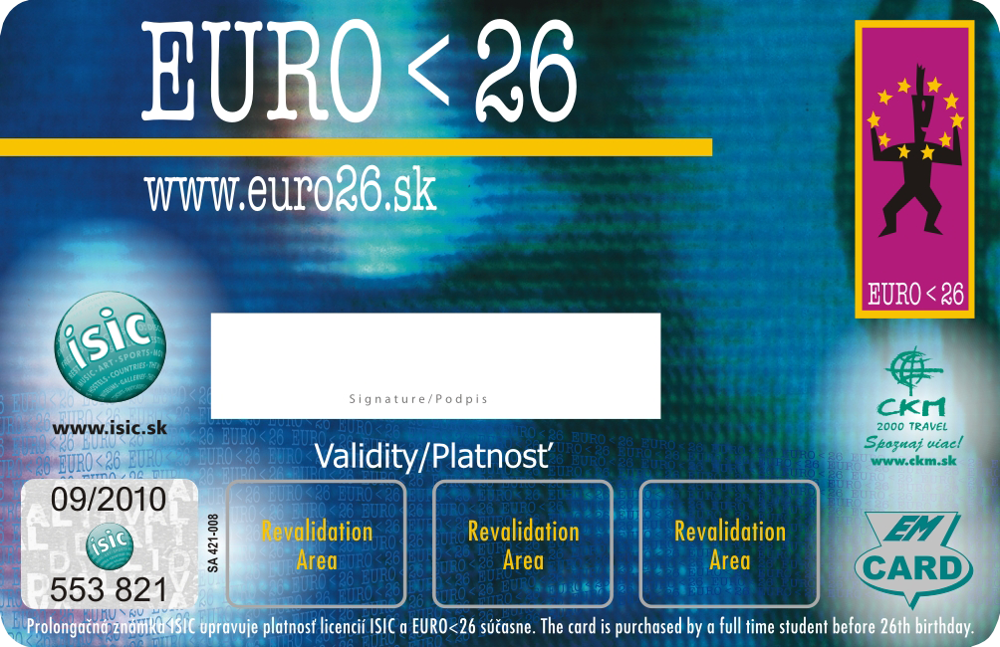 EURO < 26
www.euro26.sk
EURO < 26
isic
www.isic.sk
Signature/Podpis
CKM
2000 TRAVEL
Spoznaj viac!
www.ckm.sk
Validity/Platnosť
09/2010
isic
553 821
SA 421-008
Revalidation
Area
Revalidation
Area
Revalidation
Area
EM
CARD
Prolongačná známka ISIC upravuje platnosť licencií ISIC a EURO<26 súčasne. The card is purchased by a full time student before 26th birthday.